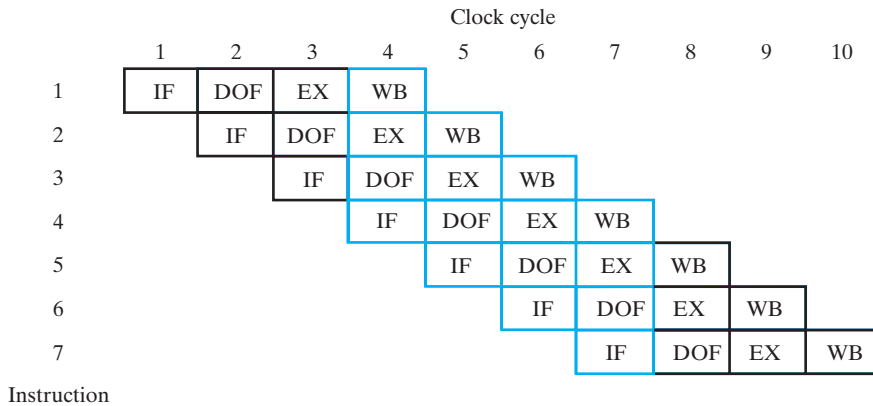 Clock cycle
1 2 3 4 5 6 7 8 9 10
1 IF DOF EX WB
2 IF DOF EX WB
3 IF DOF EX WB
4 IF DOF EX WB
5 IF DOF EX WB
6 IF DOF EX WB
7 IF DOF EX WB
Instruction